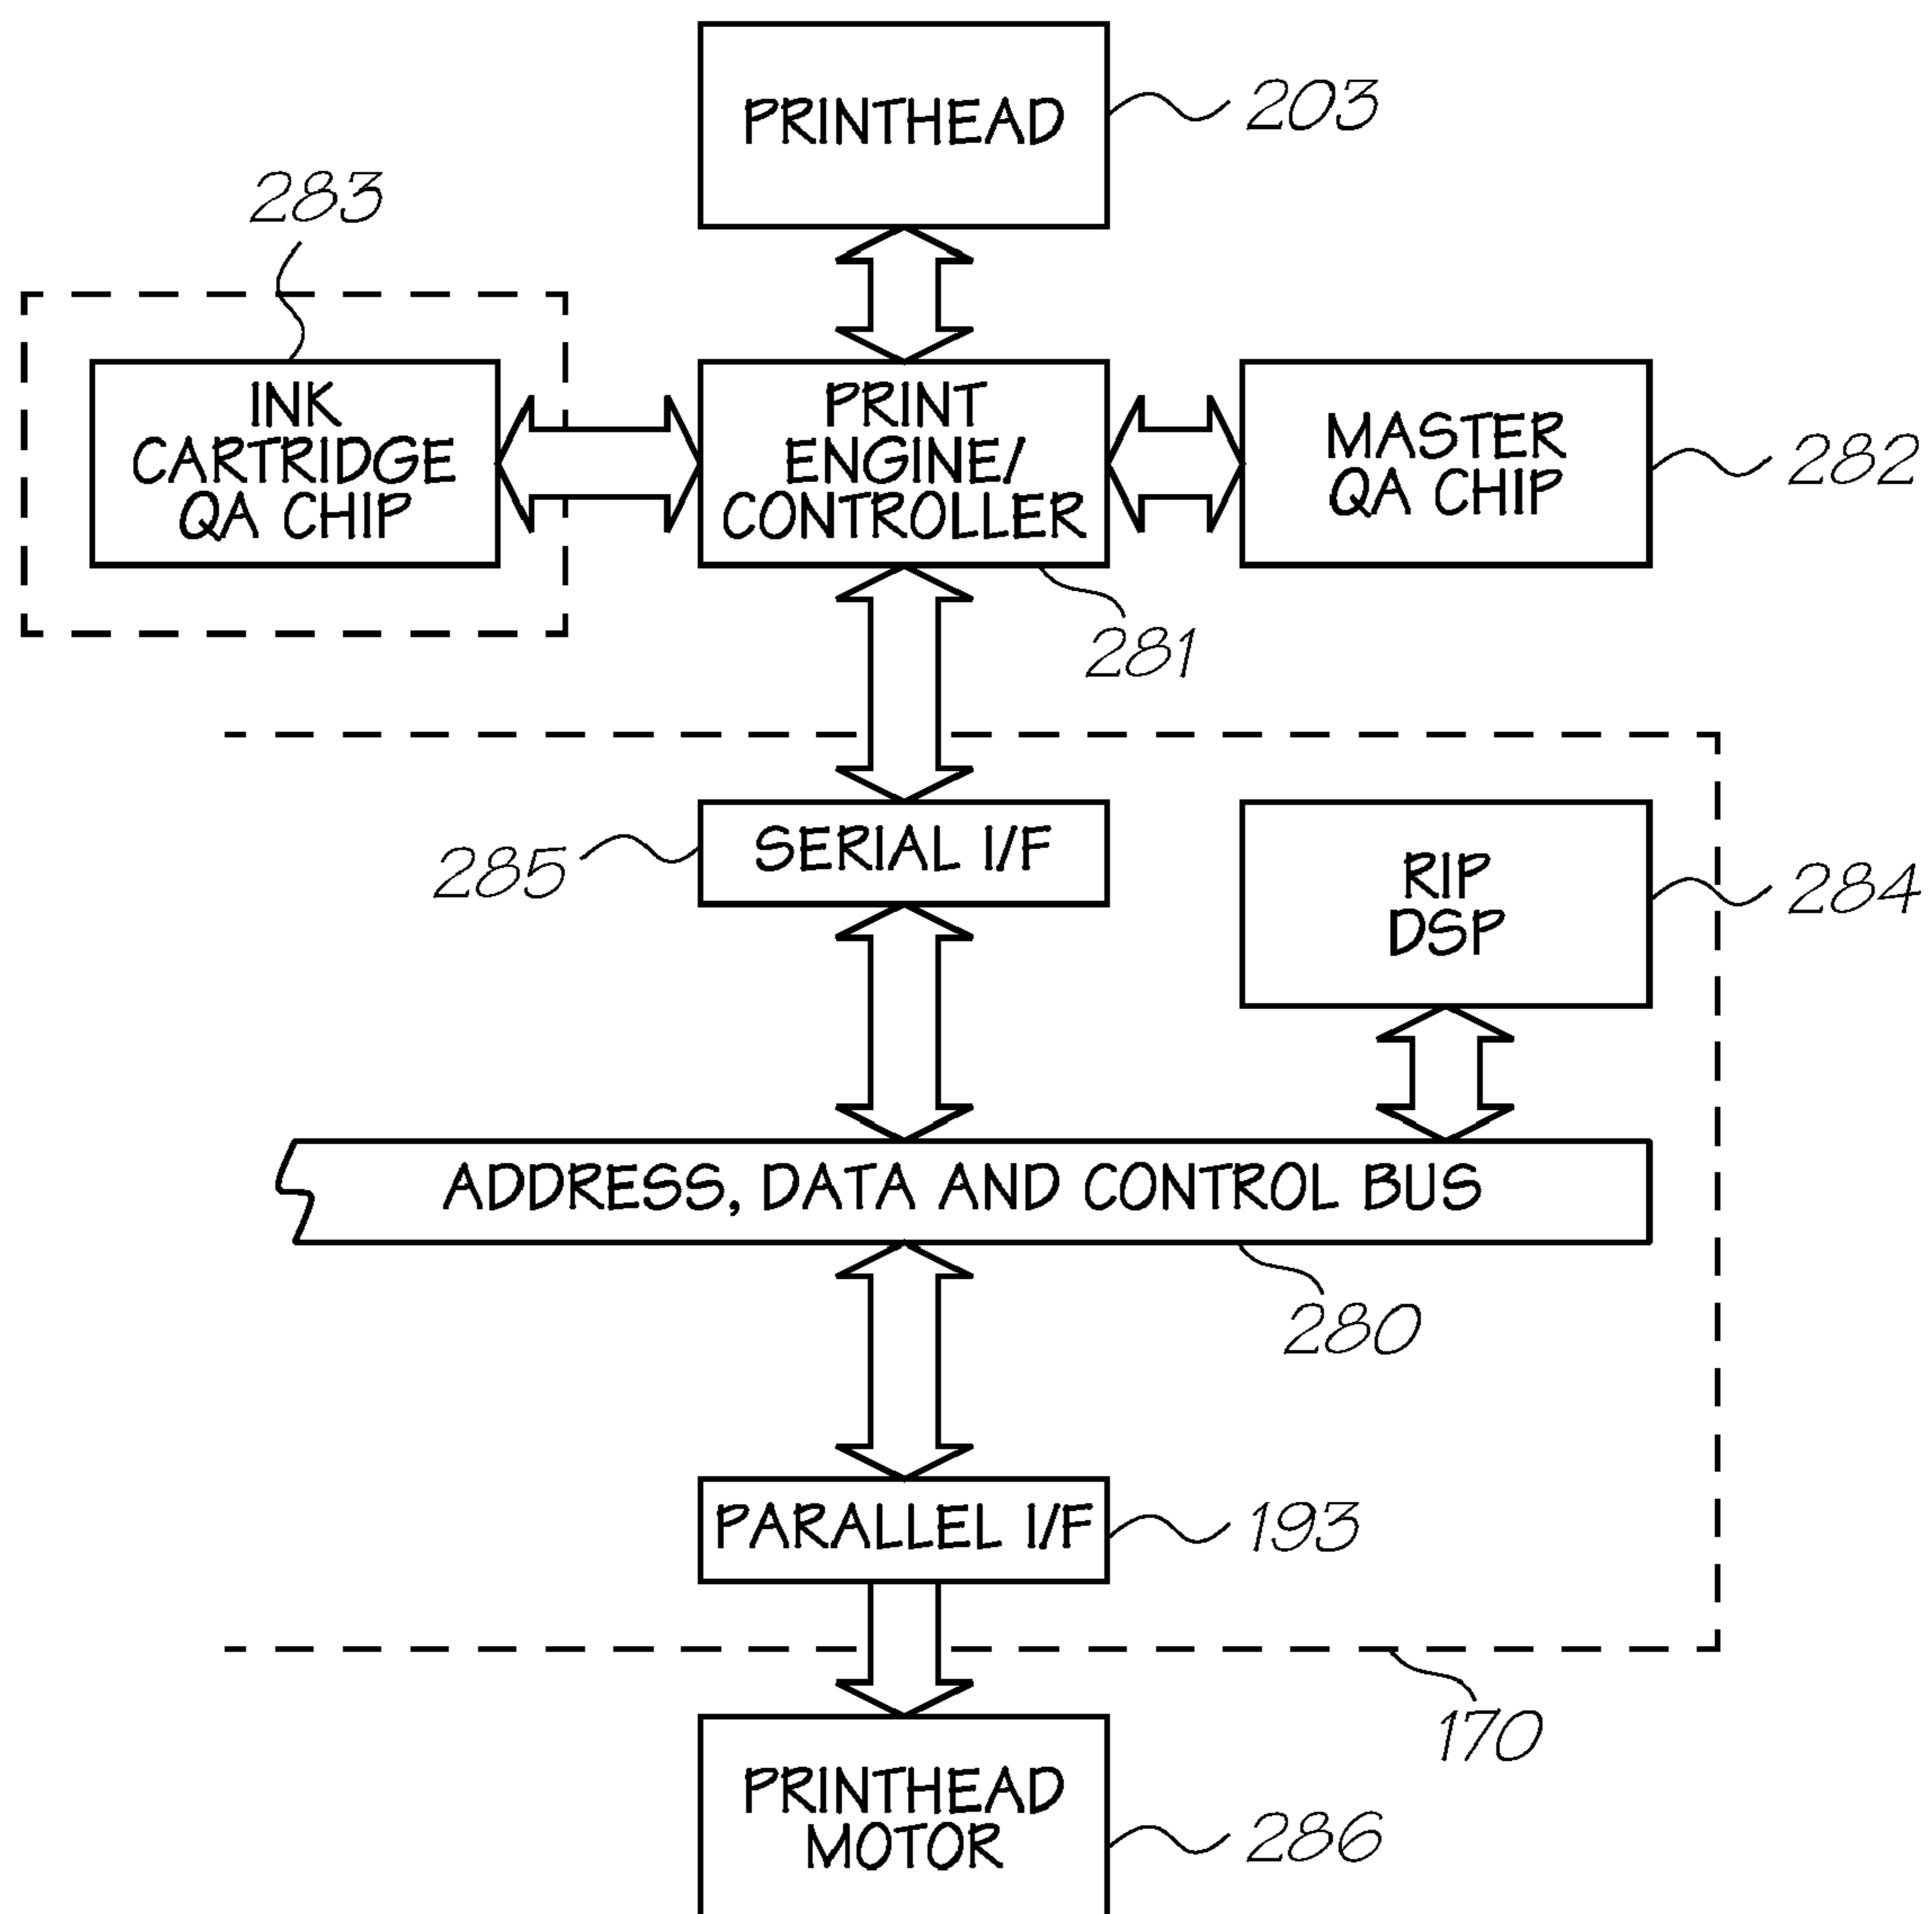 PRINTHEAD
203
283
INK
CARTRIDGE
QA CHIP
PRINT
ENGINE/
CONTROLLER
MASTER
QA CHIP
282
281
SERIAL I/F
285
RIP
DSP
284
ADDRESS, DATA AND CONTROL BUS
280
PARALLEL I/F
193
170
PRINTHEAD
MOTOR
286